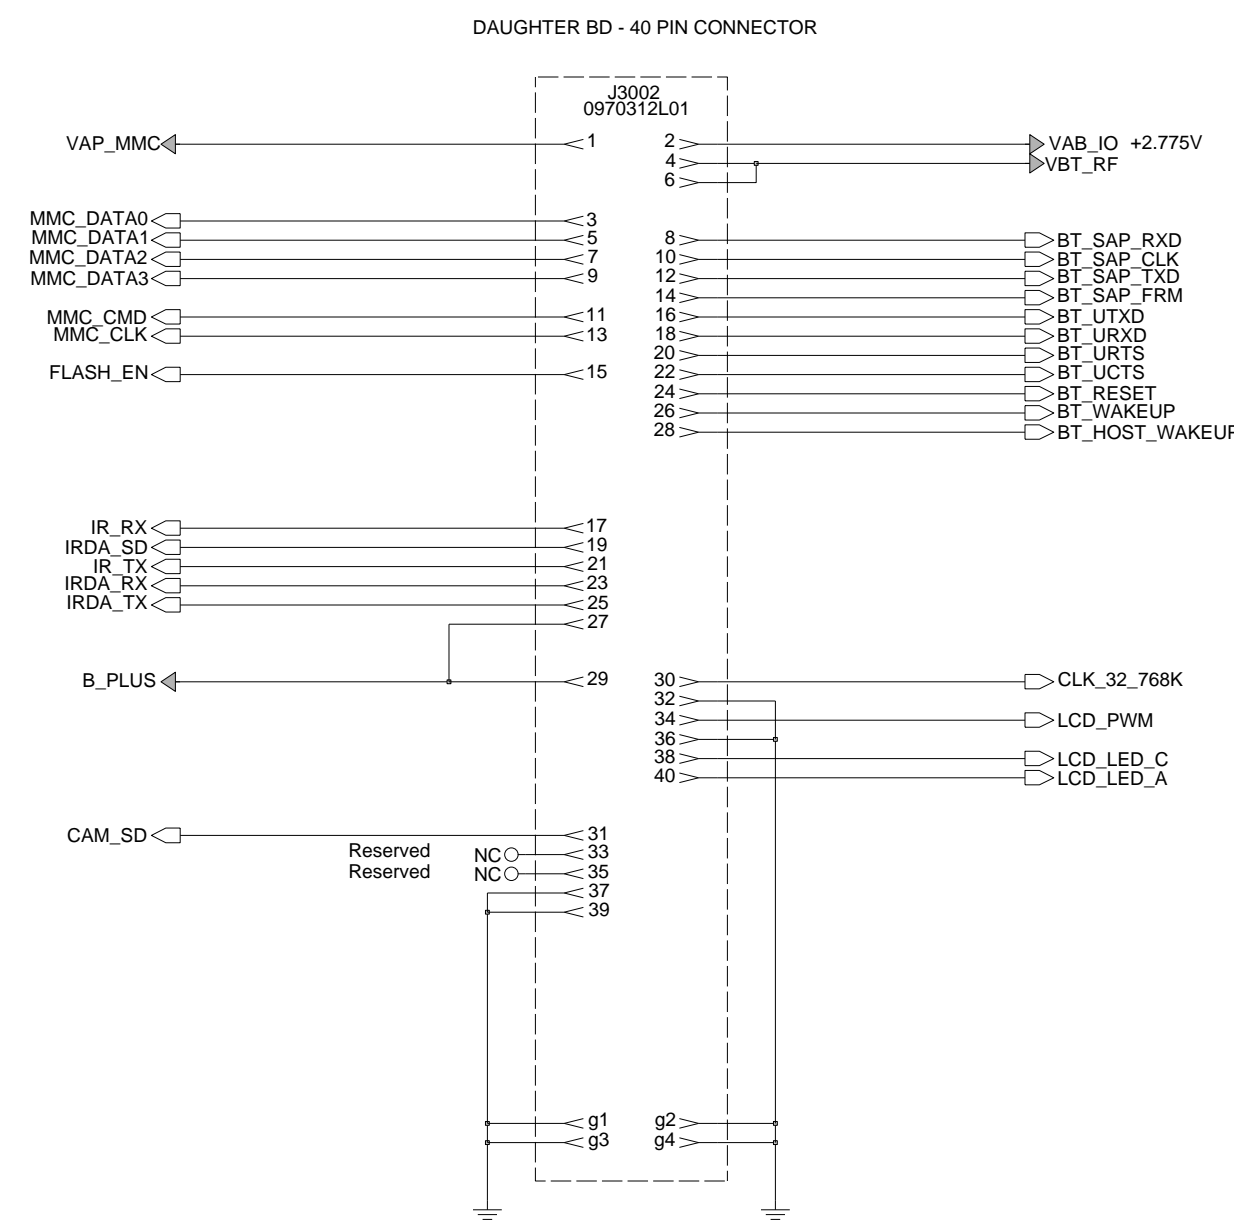 DAUGHTER BD - 40 PIN CONNECTOR
J3002
0970312L01
VAP_MMC 1 2 VAB_IO +2.775V
4 VBT_RF
6
MMC_DATA0 3
MMC_DATA1 5 8 BT_SAP_RXD
MMC_DATA2 7 10 BT_SAP_CLK
MMC_DATA3 9 12 BT_SAP_TXD
14 BT_SAP_FRM
MMC_CMD 11 16 BT_UTXD
MMC_CLK 13 18 BT_URXD
20 BT_URTS
FLASH_EN 15 22 BT_UCTS
24 BT_RESET
26 BT_WAKEUP
28 BT_HOST_WAKEUP
IR_RX 17
IRDA_SD 19
IR_TX 21
IRDA_RX 23
IRDA_TX 25
27
B_PLUS 29 30 CLK_32_768K
32
34 LCD_PWM
36
38 LCD_LED_C
40 LCD_LED_A
CAM_SD 31
Reserved NC 33
Reserved NC 35
37
39
g1 g2
g3 g4